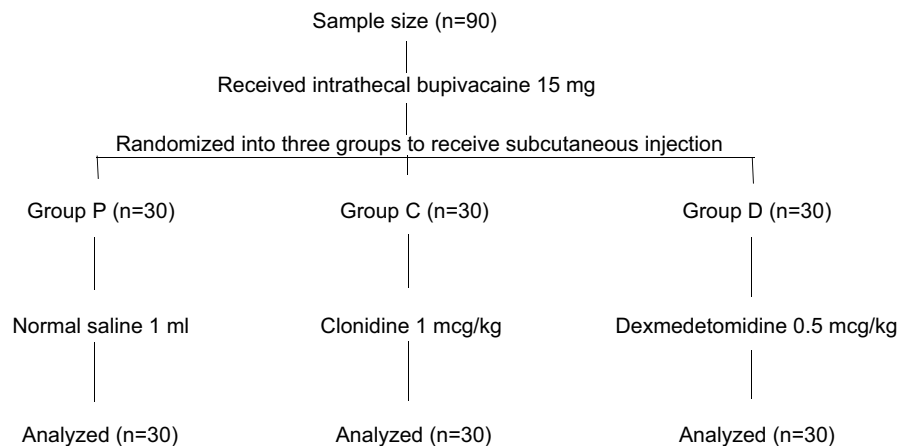 Sample size (n=90)
Received intrathecal bupivacaine 15 mg
Randomized into three groups to receive subcutaneous injection
Group P (n=30)
Group C (n=30)
Group D (n=30)
Normal saline 1 ml
Clonidine 1 mcg/kg
Dexmedetomidine 0.5 mcg/kg
Analyzed (n=30)
Analyzed (n=30)
Analyzed (n=30)